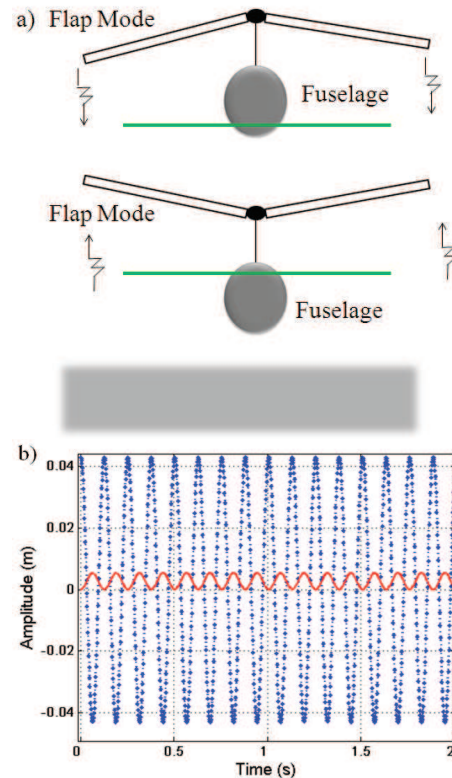 a) Flap Mode
Fuselage
Flap Mode
Fuselage
b)
0.04
0.02
0
-0.02
-0.04
Amplitude (m)
0 0.5 1 1.5 2
Time (s)